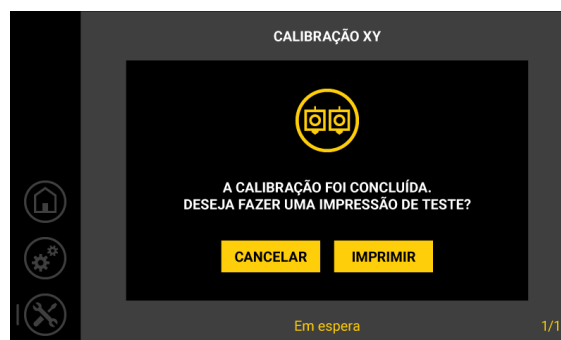 CALIBRAÇÃO XY
A CALIBRAÇÃO FOI CONCLUÍDA.
DESEJA FAZER UMA IMPRESSÃO DE TESTE?
CANCELAR IMPRIMIR
Em espera 1/1